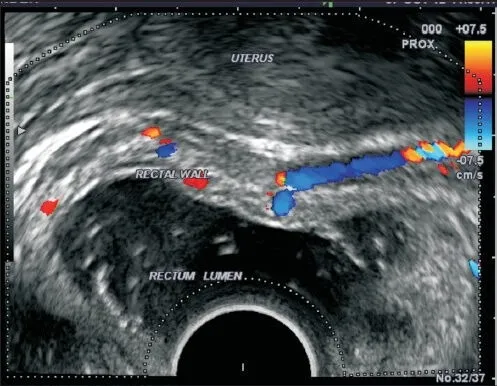 000 +07.5
PROX.
UTERUS
-07.5
cm/s
RECTAL WALL
RECTUM LUMEN
No.32/37